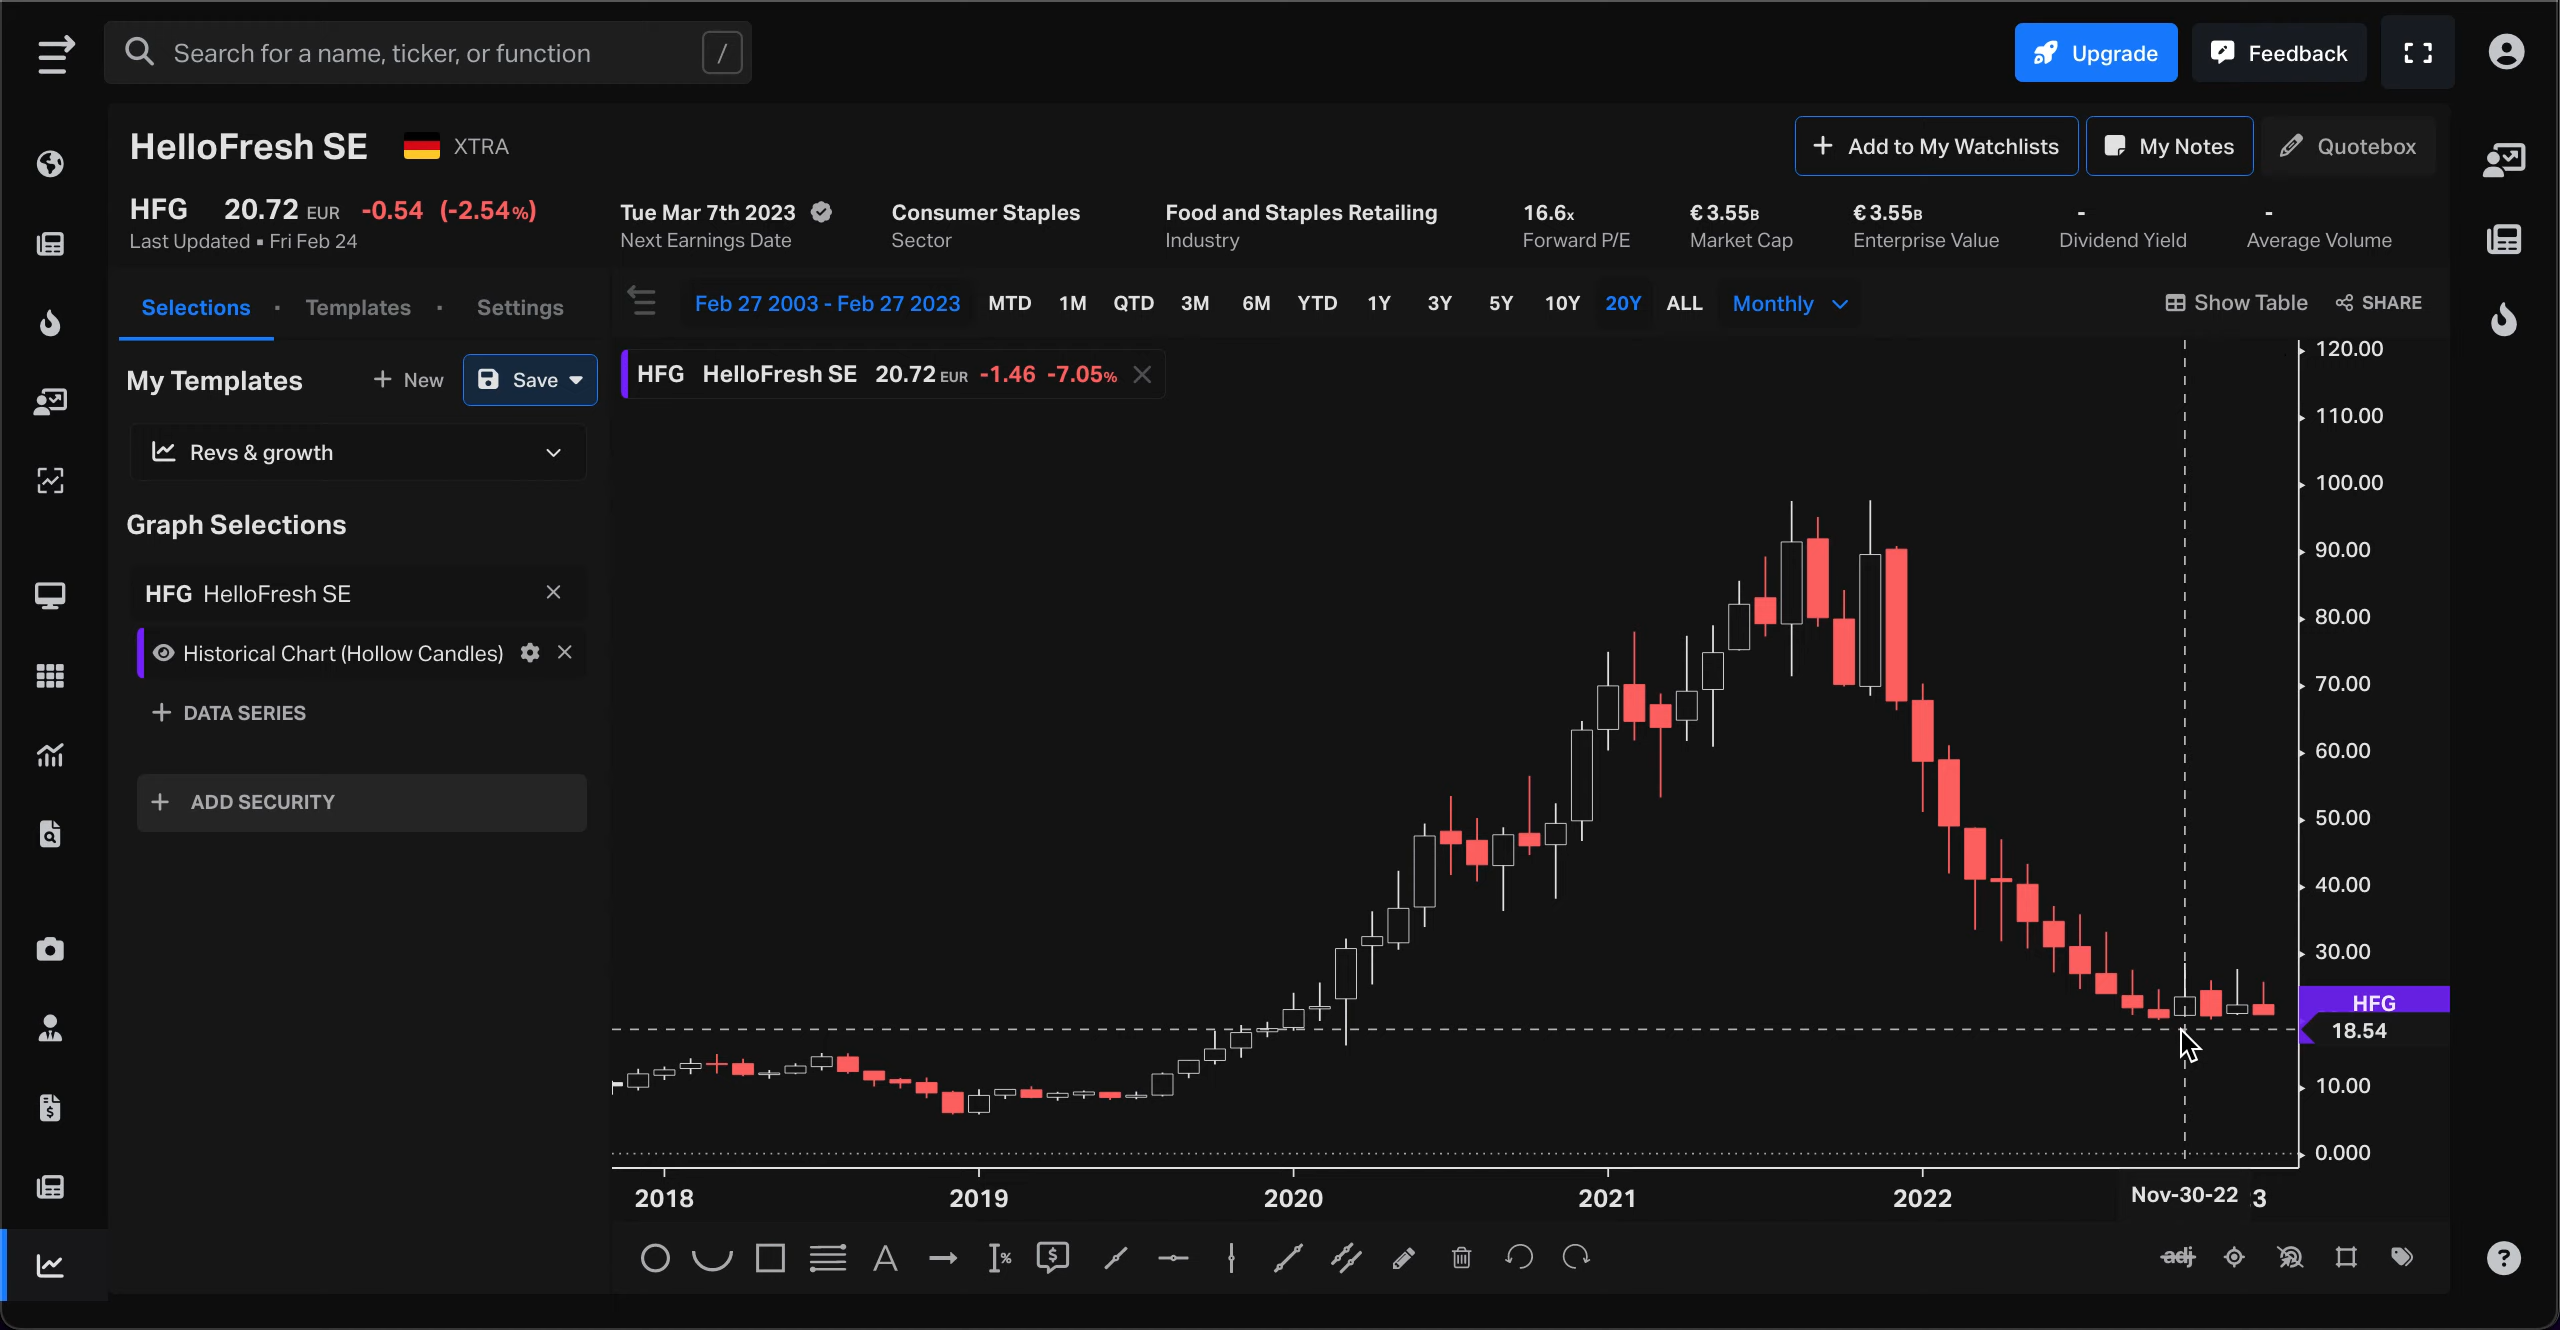 Search for a name, ticker, or function /
Upgrade
Feedback
HelloFresh SE XTRA
+ Add to My Watchlists
My Notes
Quotebox
HFG 20.72 EUR -0.54 (-2.54%)
Last Updated ▪ Fri Feb 24
Tue Mar 7th 2023
Next Earnings Date
Consumer Staples
Sector
Food and Staples Retailing
Industry
16.6x
Forward P/E
€3.55B
Market Cap
€3.55B
Enterprise Value
-
Dividend Yield
-
Average Volume
Selections · Templates · Settings
Feb 27 2003 - Feb 27 2023 MTD 1M QTD 3M 6M YTD 1Y 3Y 5Y 10Y 20Y ALL Monthly
Show Table SHARE
My Templates + New Save
Revs & growth
Graph Selections
HFG HelloFresh SE
Historical Chart (Hollow Candles)
+ DATA SERIES
+ ADD SECURITY
HFG HelloFresh SE 20.72 EUR -1.46 -7.05%
120.00
110.00
100.00
90.00
80.00
70.00
60.00
50.00
40.00
30.00
HFG
18.54
10.00
0.000
2018 2019 2020 2021 2022 Nov-30-22 3
A % $ adj ?